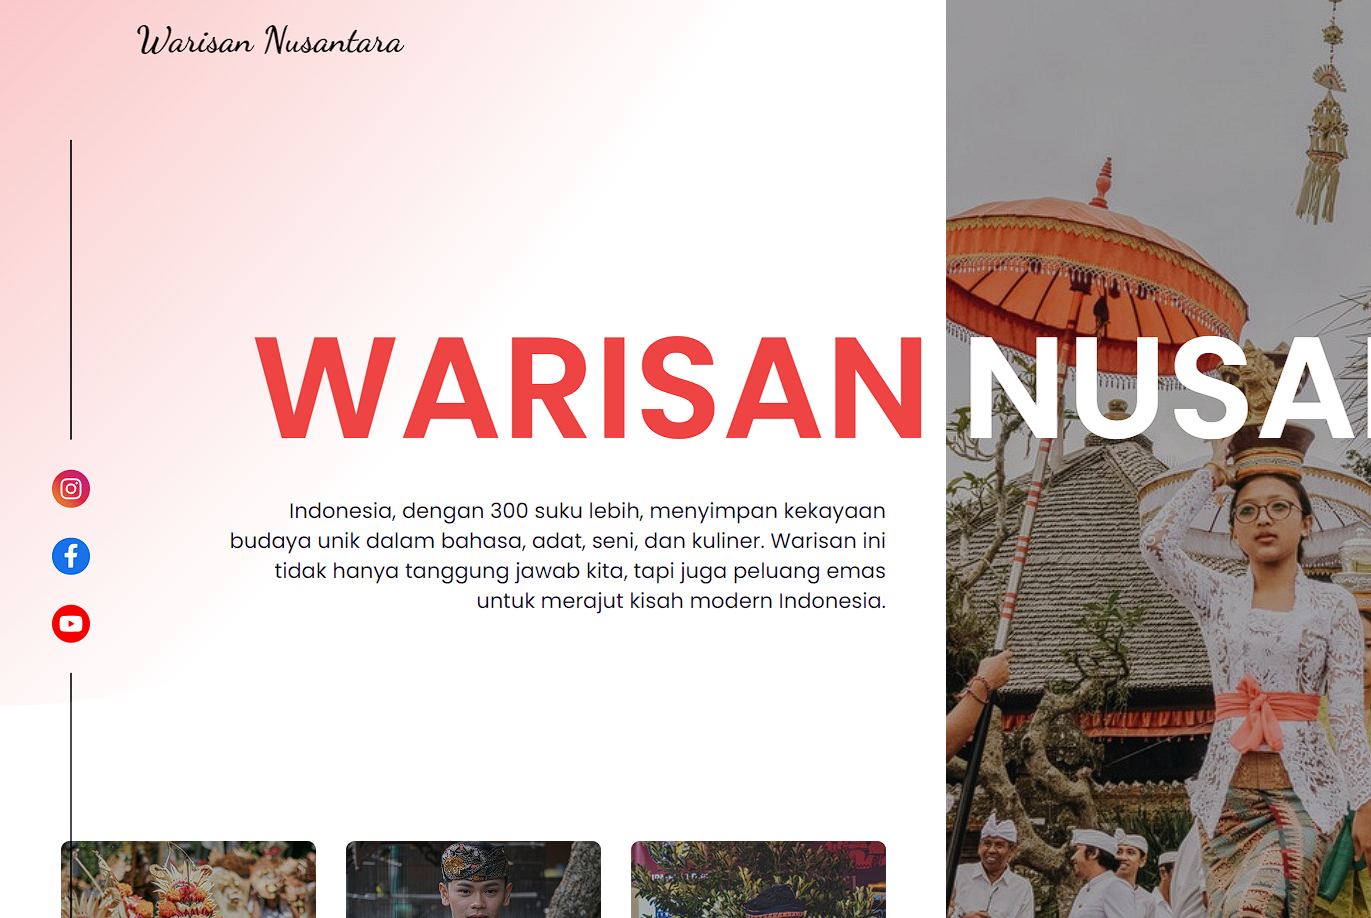 Warisan Nusantara
WARISAN NUSA
Indonesia, dengan 300 suku lebih, menyimpan kekayaan
budaya unik dalam bahasa, adat, seni, dan kuliner. Warisan ini
tidak hanya tanggung jawab kita, tapi juga peluang emas
untuk merajut kisah modern Indonesia.